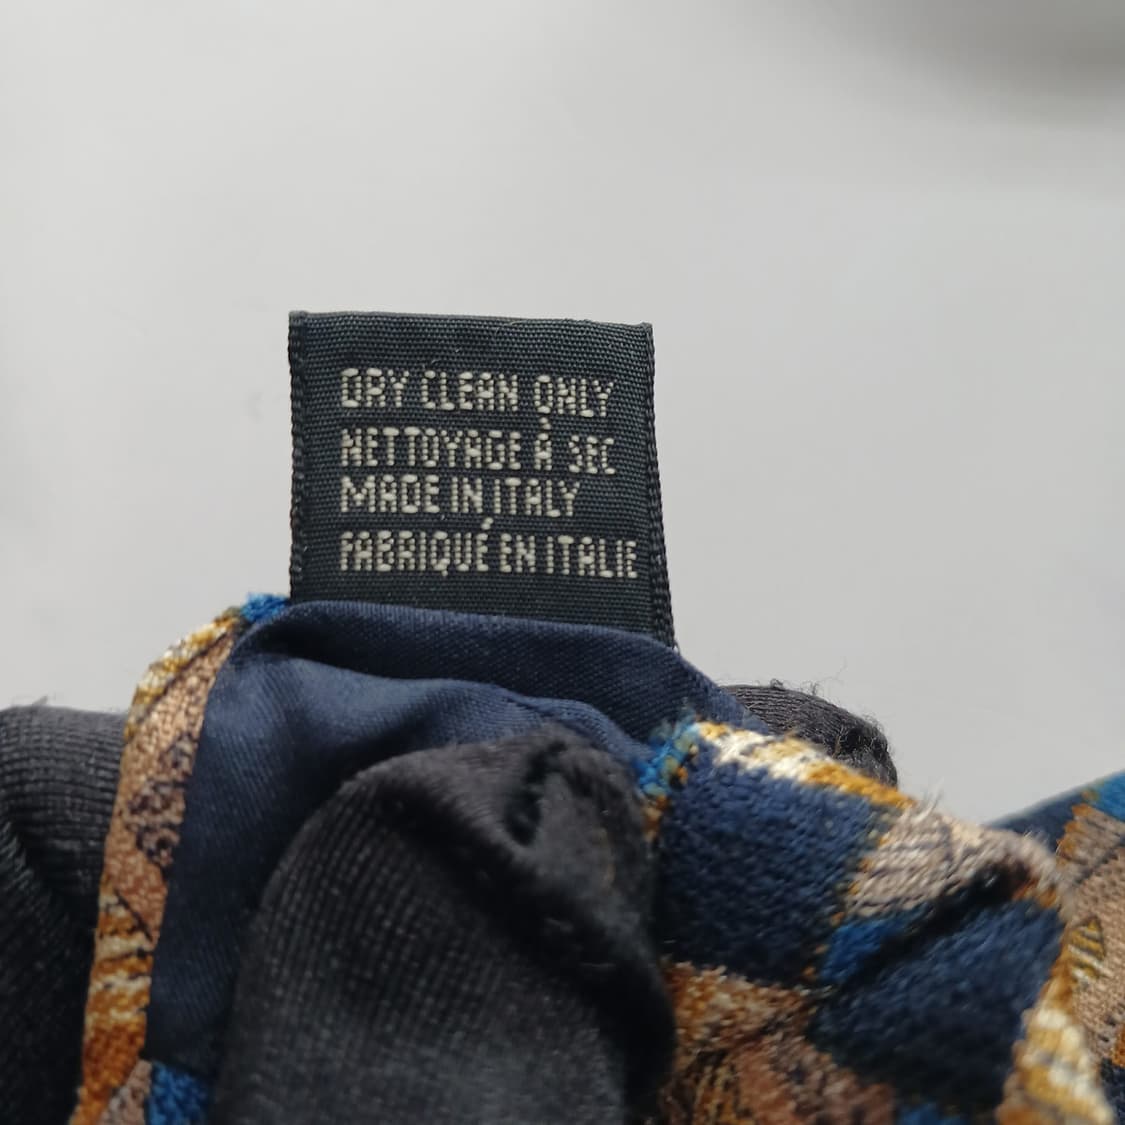 DRY CLEAN ONLY
NETTOYAGE À SEC
MADE IN ITALY
FABRIQUÉ EN ITALIE